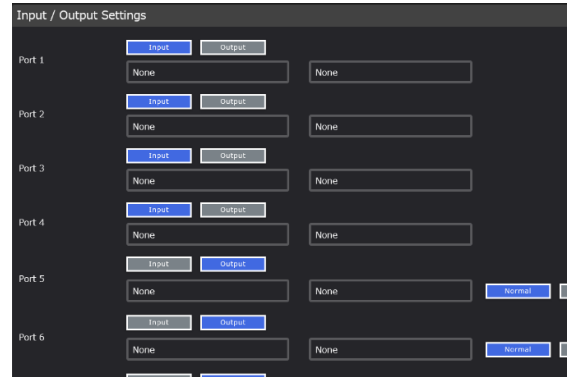 Input / Output Settings
Input Output
Port 1
None None
Input Output
Port 2
None None
Input Output
Port 3
None None
Input Output
Port 4
None None
Input Output
Port 5
None None Normal
Input Output
Port 6
None None Normal